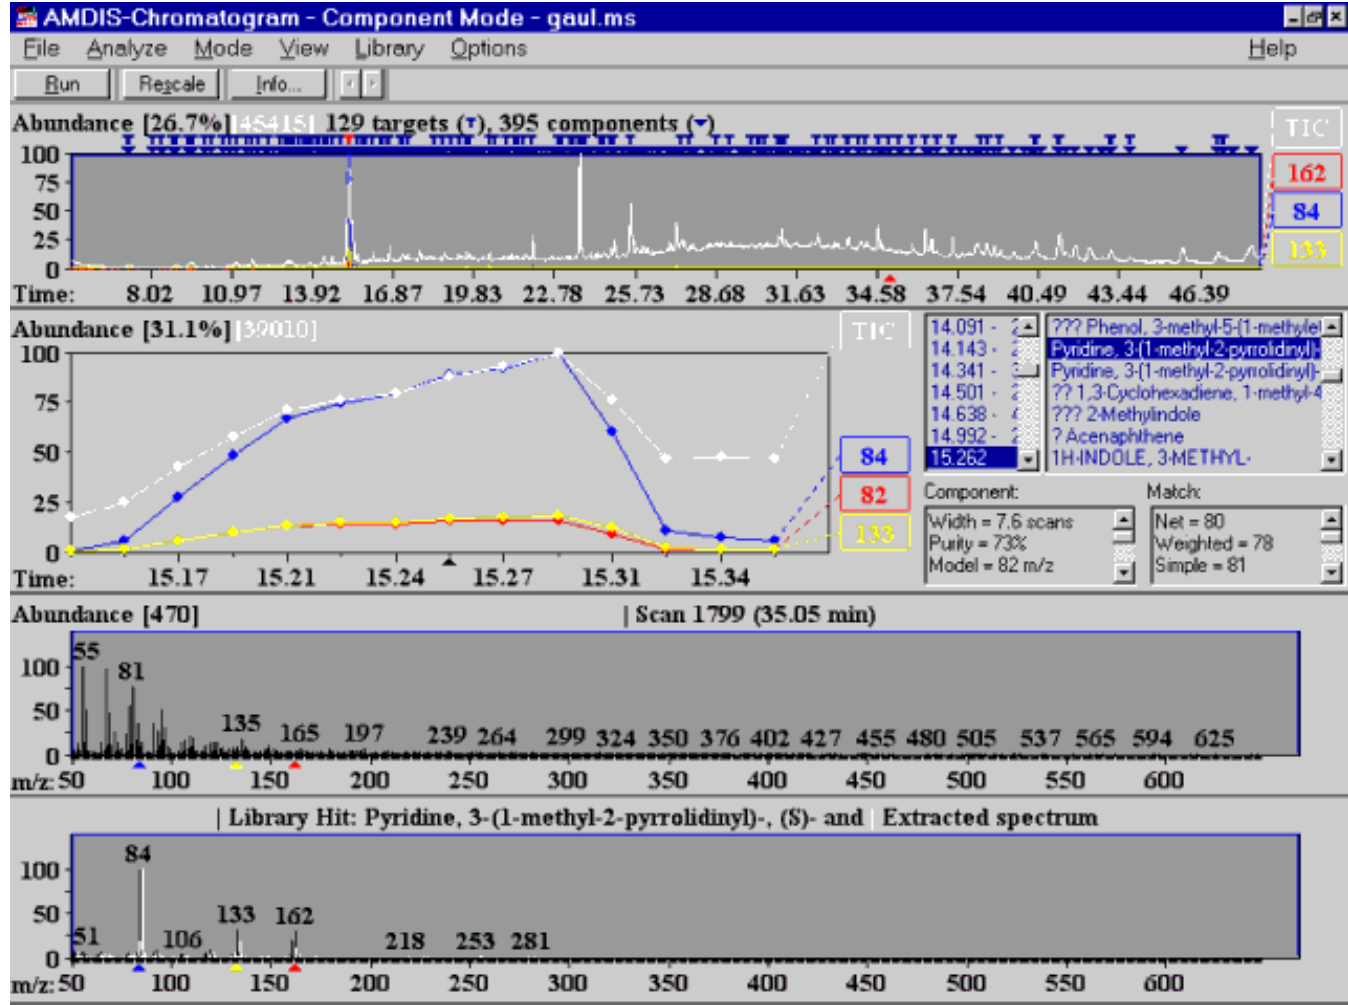 AMDIS-Chromatogram - Component Mode - gaul.ms
File Analyze Mode View Library Options Help
Run Rescale Info...
Abundance [26.7%] [45415] 129 targets (T), 395 components (▼)
TIC
100
75
50
25
0
162
84
133
Time: 8.02 10.97 13.92 16.87 19.83 22.78 25.73 28.68 31.63 34.58 37.54 40.49 43.44 46.39
Abundance [31.1%] [39010]
TIC
100
75
50
25
0
84
82
133
Time: 15.17 15.21 15.24 15.27 15.31 15.34
14.091 - ??? Phenol, 3-methyl-5-(1-methylet
14.143 - Pyridine, 3-(1-methyl-2-pyrrolidinyl)-
14.341 - Pyridine, 3-(1-methyl-2-pyrrolidinyl)-
14.501 - ?? 1,3-Cyclohexadiene, 1-methyl-4
14.638 - ??? 2-Methylindole
14.992 - ? Acenaphthene
15.262 1H-INDOLE, 3-METHYL-
Component: Match:
Width = 7.6 scans Net = 80
Purity = 73% Weighted = 78
Model = 82 m/z Simple = 81
Abundance [470] | Scan 1799 (35.05 min)
100
50
0
55
81
135 165 197 239 264 299 324 350 376 402 427 455 480 505 537 565 594 625
m/z: 50 100 150 200 250 300 350 400 450 500 550 600
| Library Hit: Pyridine, 3-(1-methyl-2-pyrrolidinyl)-, (S)- and | Extracted spectrum
100
50
0
84
133 162
51 106 218 253 281
m/z: 50 100 150 200 250 300 350 400 450 500 550 600